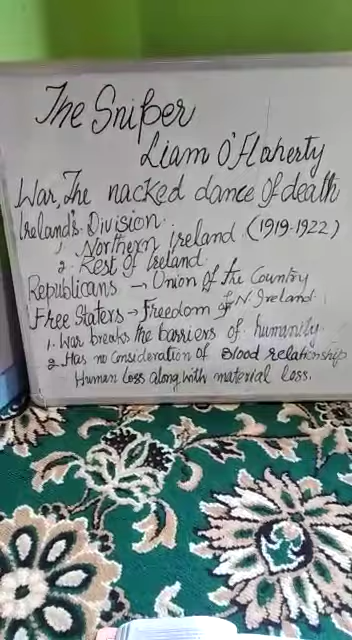 The Sniper
Liam O'Flaherty
War, The nacked dance of death
Ireland's Division.
1. Northern ireland (1919-1922)
2. Rest of Ireland.
Republicans → Union of the Country
Free Staters → Freedom of N. Ireland.
1. War breaks the barriers of humanity.
2. Has no consideration of Blood relationship
Human Loss along with material loss.